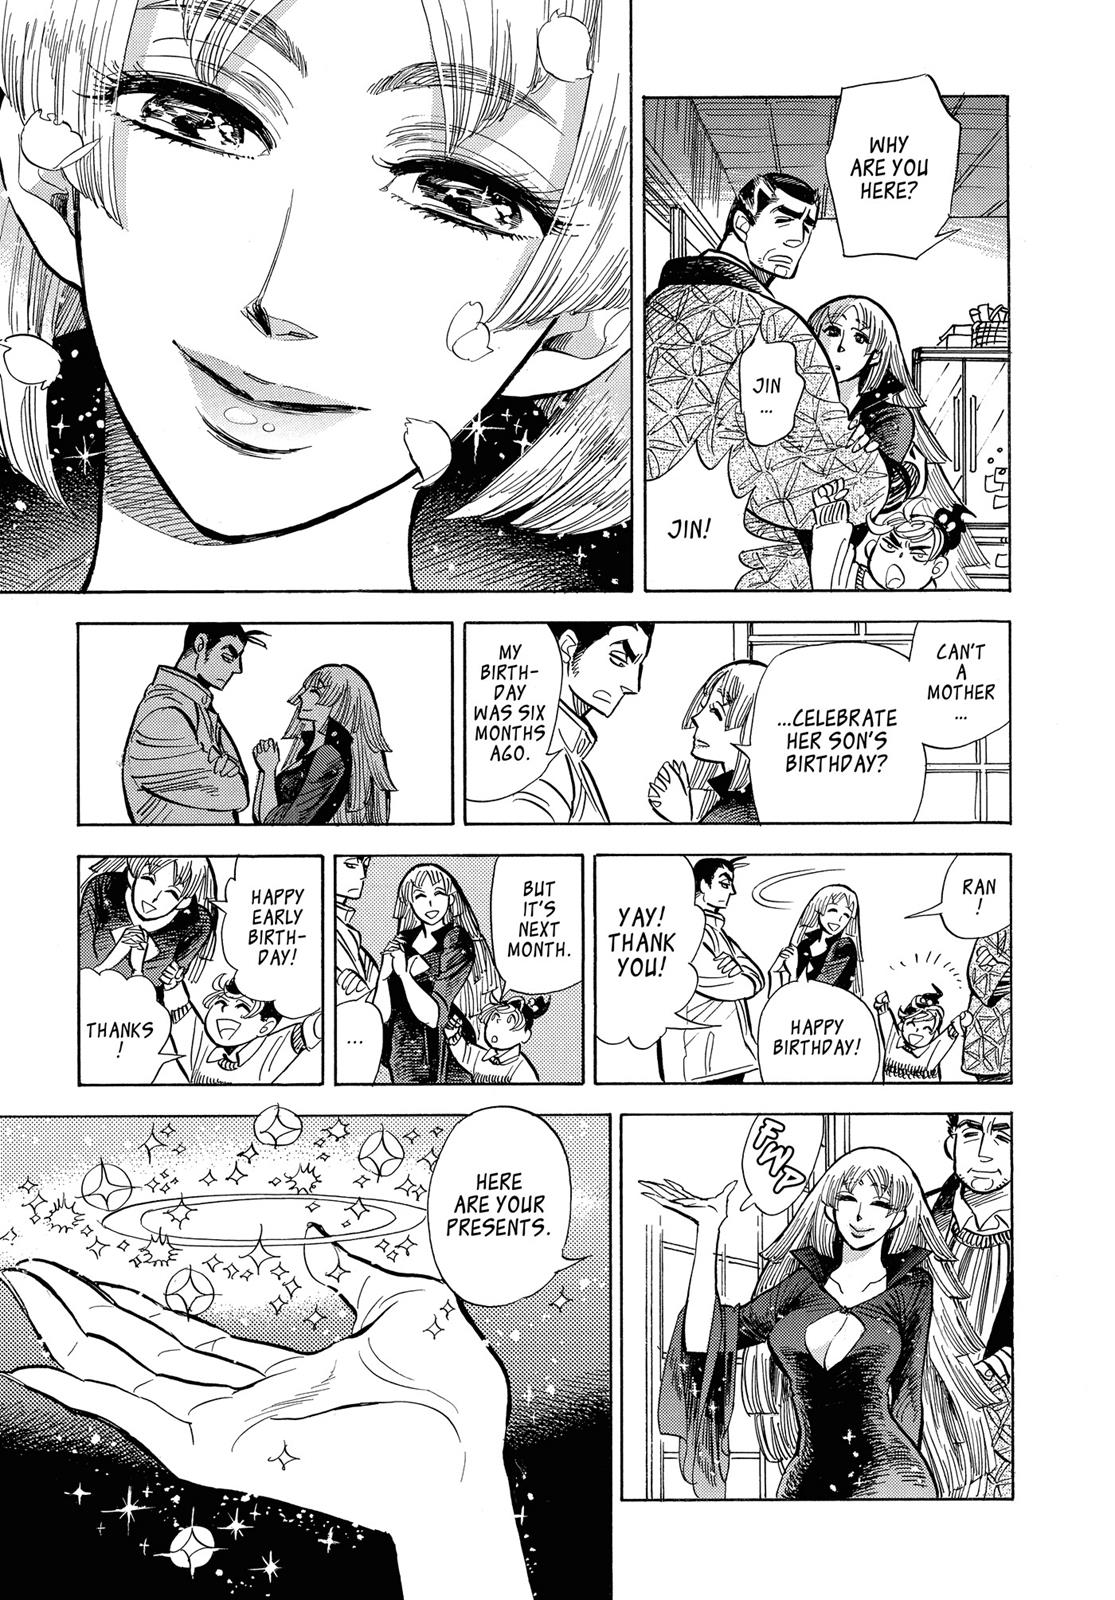 WHY
ARE YOU
HERE?
JIN
...
JIN!
CAN'T
A
MOTHER
...
...CELEBRATE
HER SON'S
BIRTHDAY?
MY
BIRTH-
DAY
WAS SIX
MONTHS
AGO.
RAN
!
HAPPY
BIRTHDAY!
YAY!
THANK
YOU!
BUT
IT'S
NEXT
MONTH.
...
HAPPY
EARLY
BIRTH-
DAY!
THANKS
!
FWP
HERE
ARE YOUR
PRESENTS.